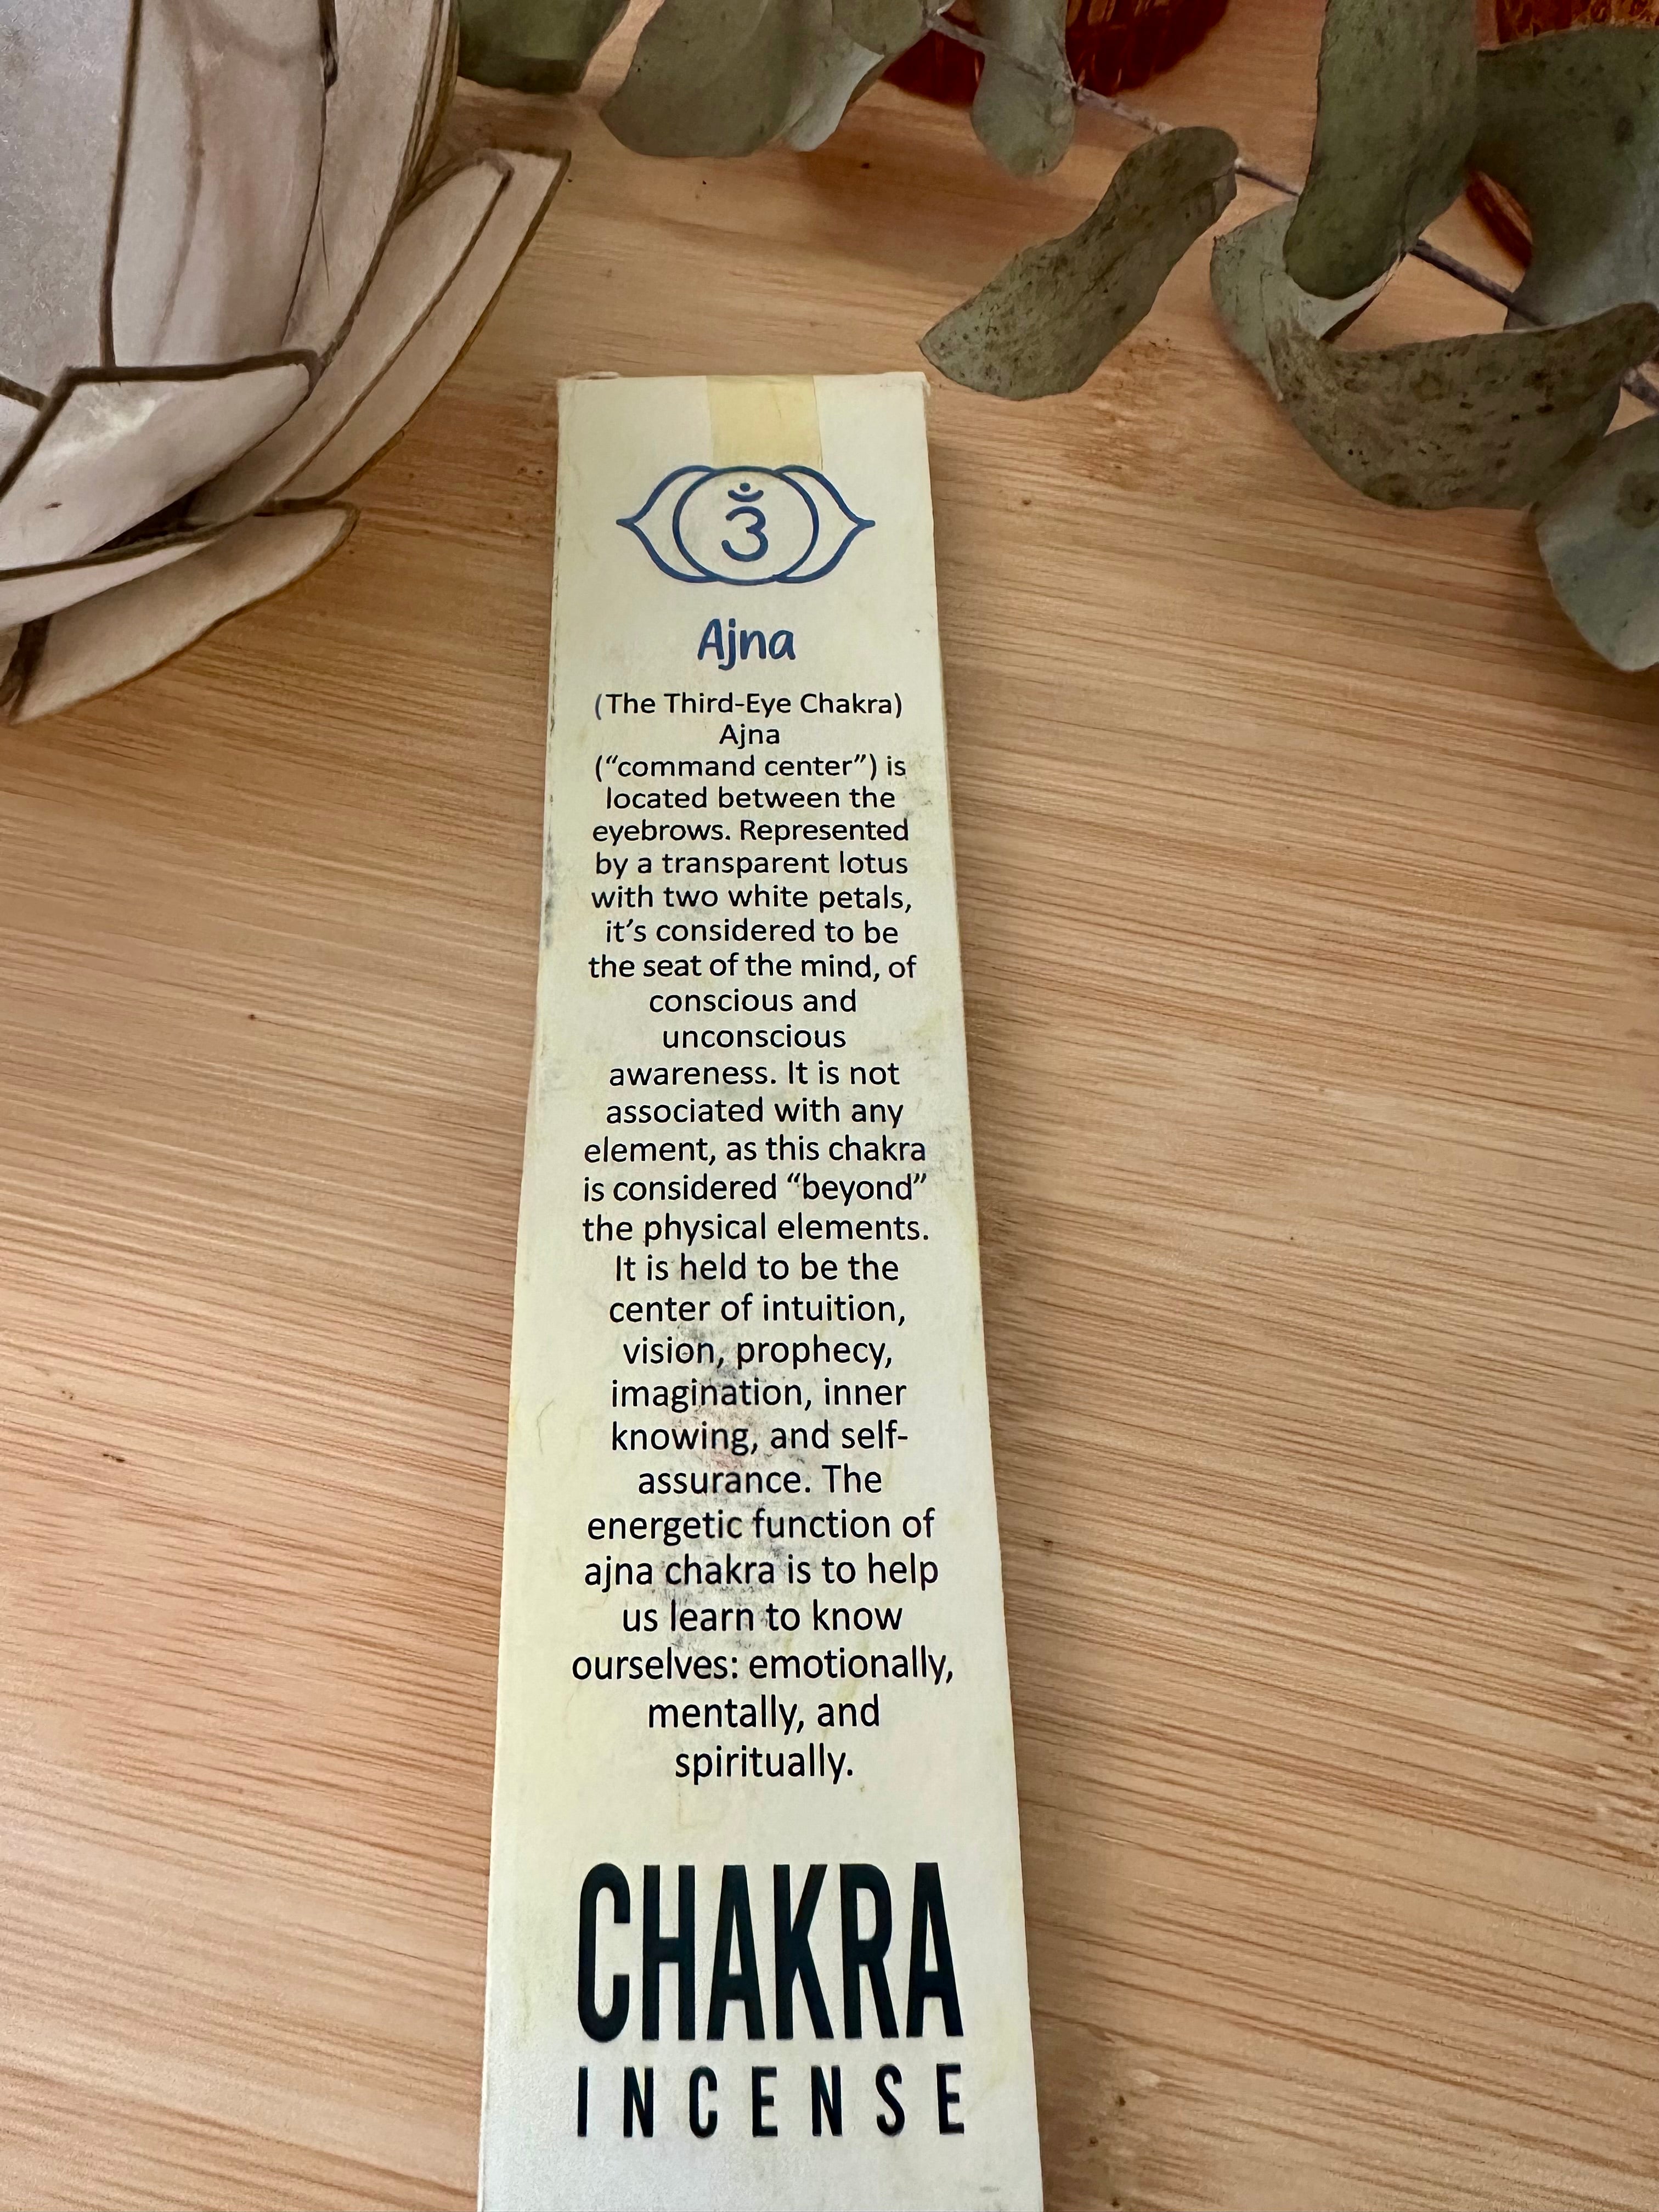 Ajna
(The Third-Eye Chakra)
Ajna
(“command center”) is
located between the
eyebrows. Represented
by a transparent lotus
with two white petals,
it’s considered to be
the seat of the mind, of
conscious and
unconscious
awareness. It is not
associated with any
element, as this chakra
is considered “beyond”
the physical elements.
It is held to be the
center of intuition,
vision, prophecy,
imagination, inner
knowing, and self-
assurance. The
energetic function of
ajna chakra is to help
us learn to know
ourselves: emotionally,
mentally, and
spiritually.
CHAKRA
INCENSE